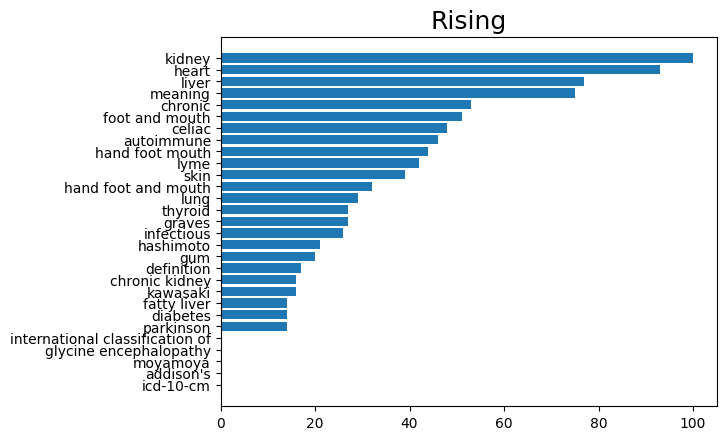 Rising
kidney
heart
liver
meaning
chronic
foot and mouth
celiac
autoimmune
hand foot mouth
lyme
skin
hand foot and mouth
lung
thyroid
graves
infectious
hashimoto
gum
definition
chronic kidney
kawasaki
fatty liver
diabetes
parkinson
international classification of
glycine encephalopathy
moyamoya
addison's
icd-10-cm
0 20 40 60 80 100